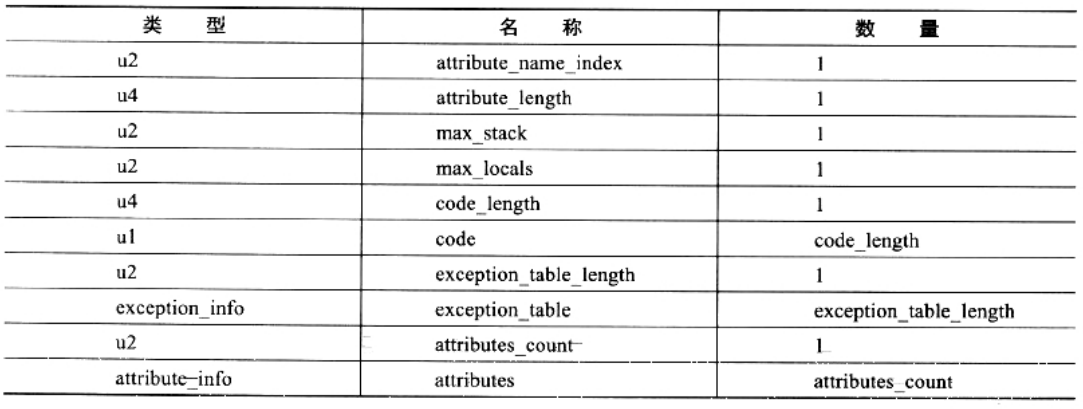 类 型 名 称 数 量
u2 attribute_name_index 1
u4 attribute_length 1
u2 max_stack 1
u2 max_locals 1
u4 code_length 1
u1 code code_length
u2 exception_table_length 1
exception_info exception_table exception_table_length
u2 attributes_count 1
attribute_info attributes attributes_count